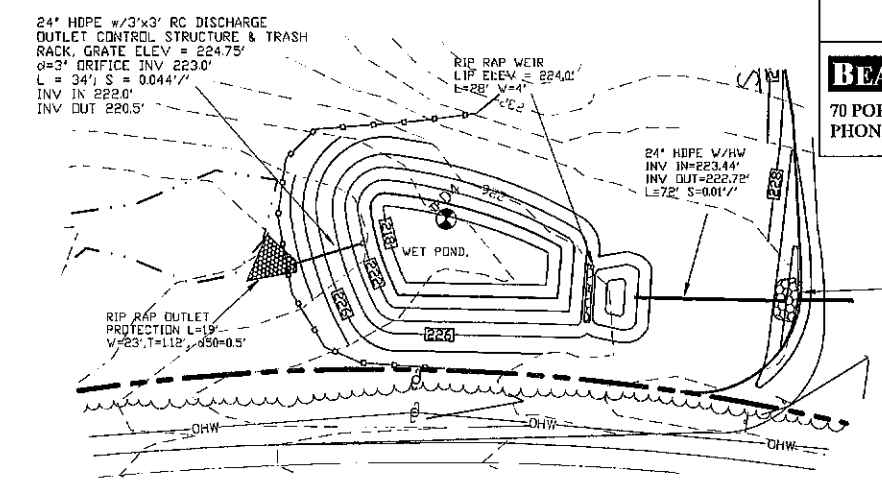 24" HDPE w/3'x3' RC DISCHARGE
OUTLET CONTROL STRUCTURE & TRASH
RACK, GRATE ELEV = 224.75'
d=3" ORIFICE INV 223.0'
L = 34'; S = 0.044'/'
INV IN 222.0'
INV OUT 220.5'
RIP RAP WEIR
LIP ELEV = 224.0'
L=28' W=4'
232
BEA
70 POR
PHON
24" HDPE W/HW
INV IN=223.44'
INV OUT=222.72'
L=72' S=0.01'/'
228
226
218
WET POND,
222
226
226
RIP RAP OUTLET
PROTECTION L=19'
W=23',T=1.12', d50=0.5'
OHW
OHW
OHW